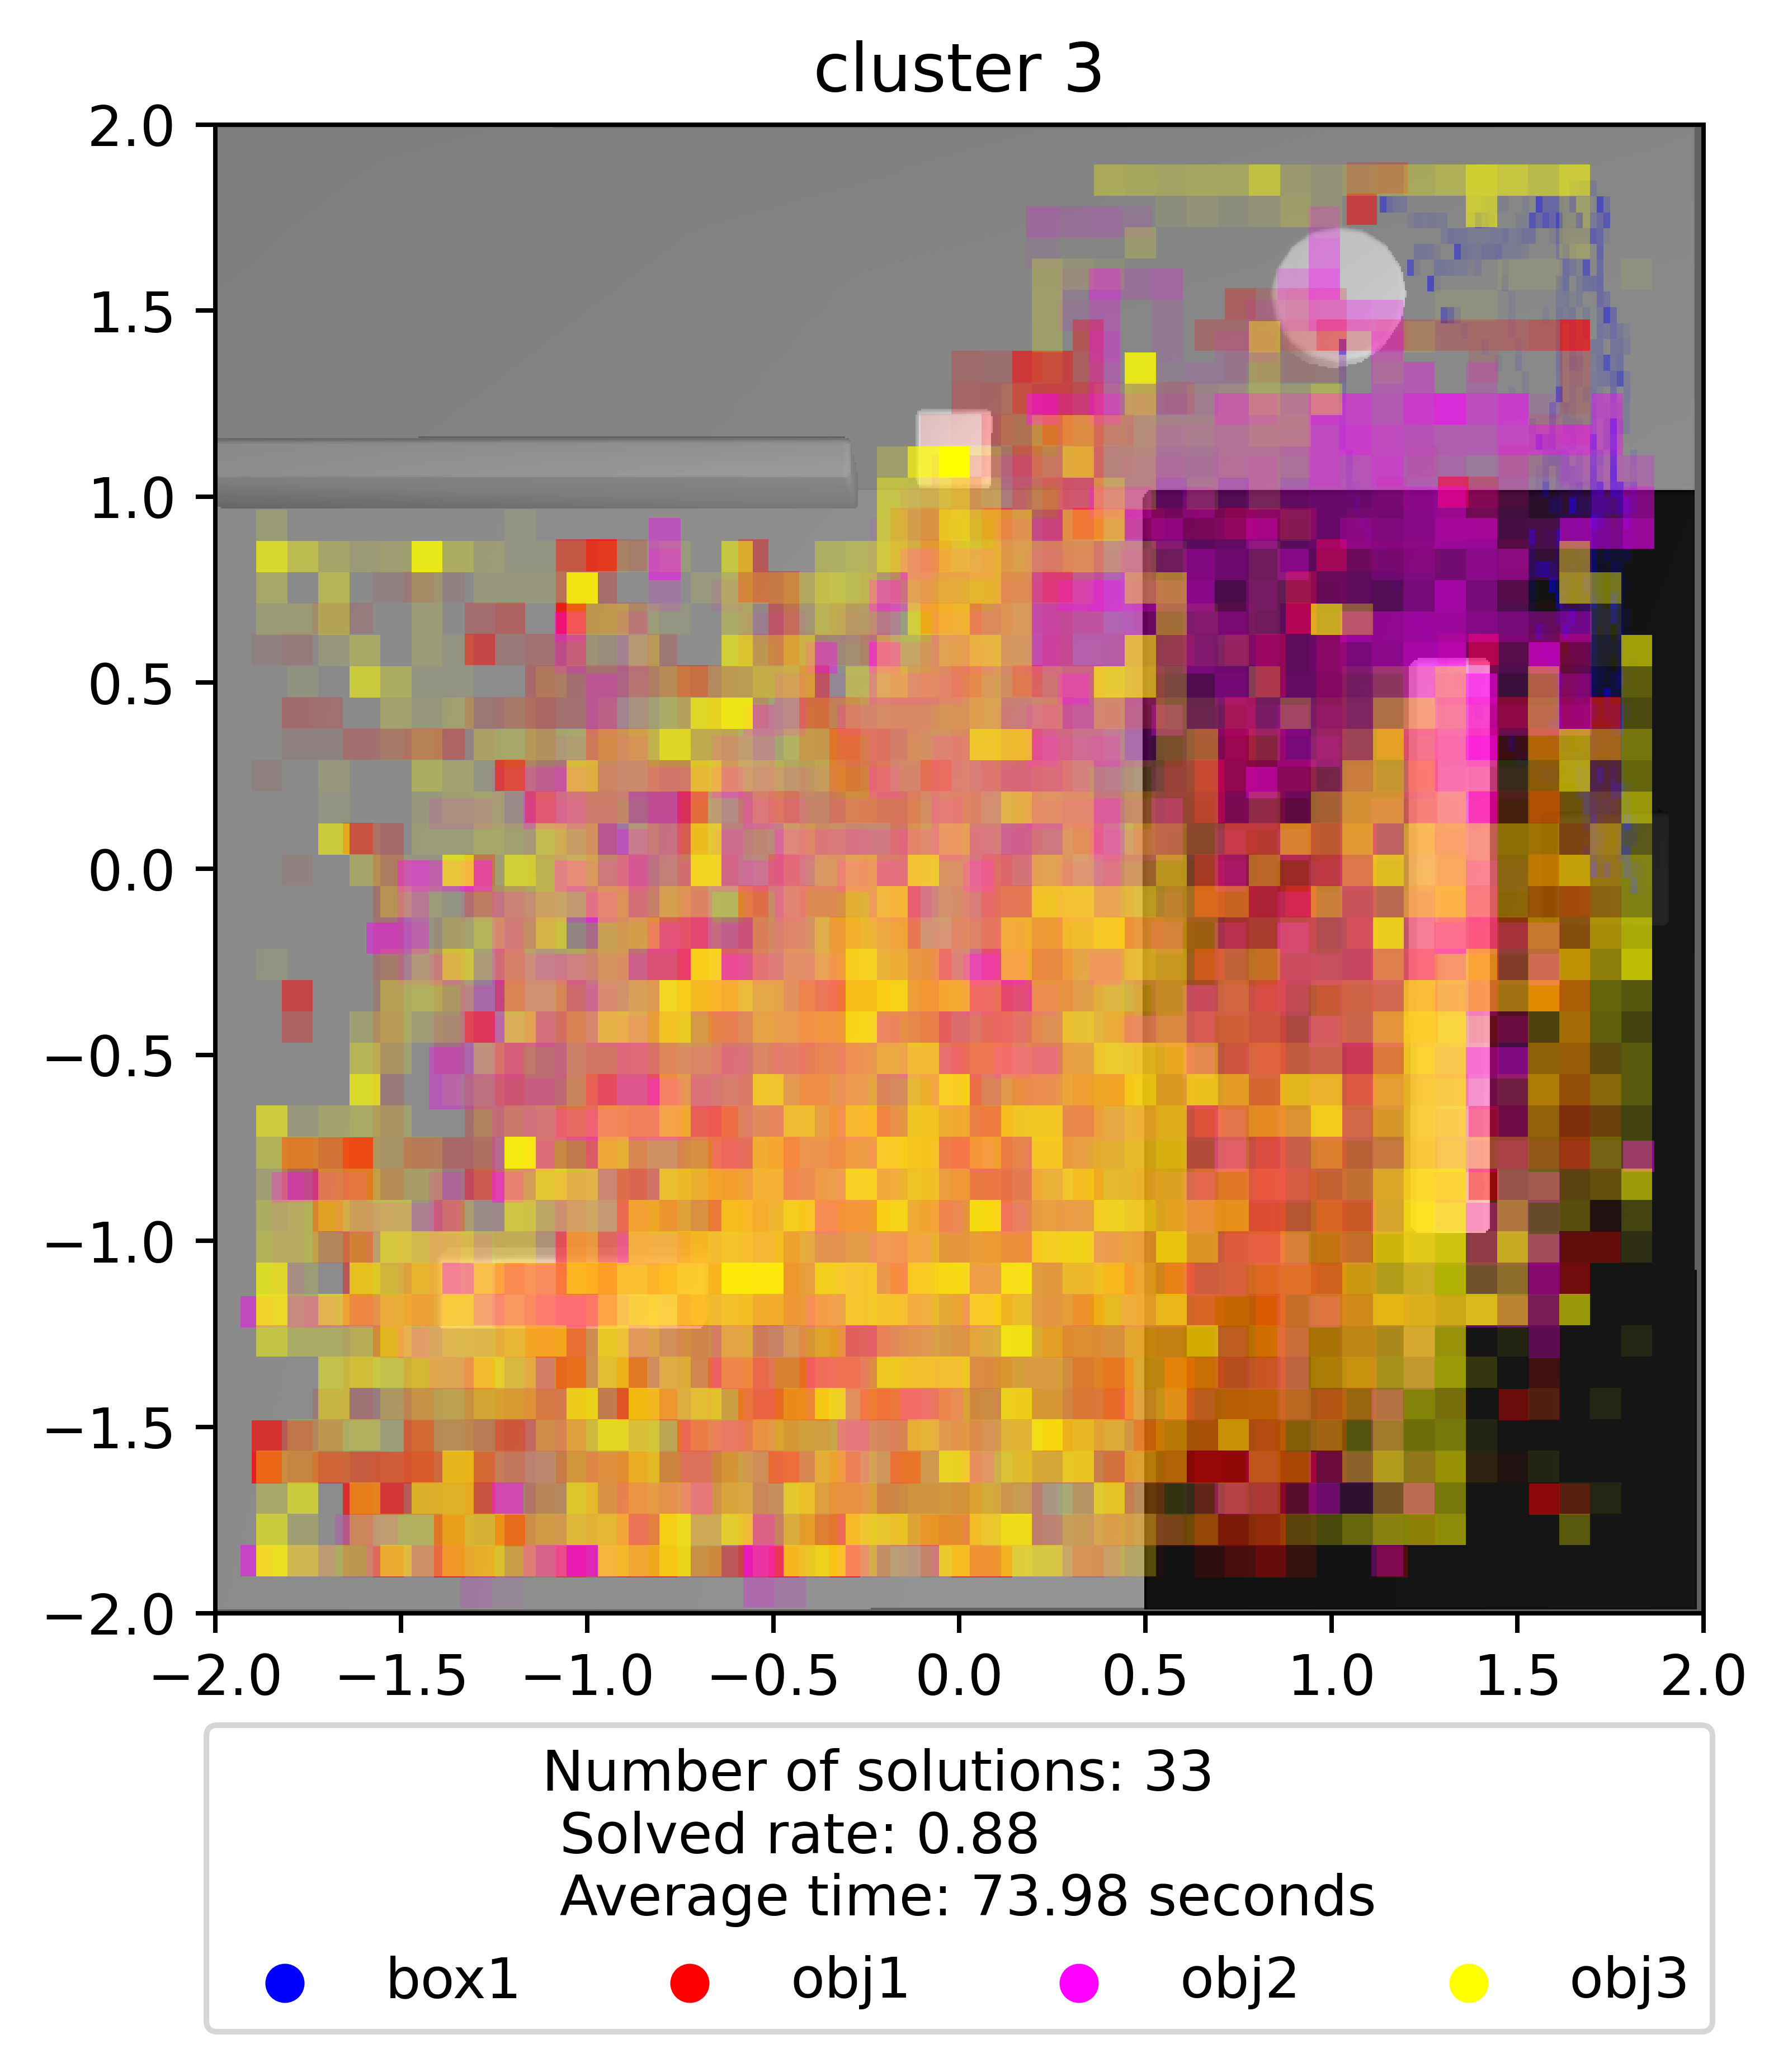 cluster 3
2.0
1.5
1.0
0.5
0.0
−0.5
−1.0
−1.5
−2.0
−2.0 −1.5 −1.0 −0.5 0.0 0.5 1.0 1.5 2.0
Number of solutions: 33
Solved rate: 0.88
Average time: 73.98 seconds
box1 obj1 obj2 obj3